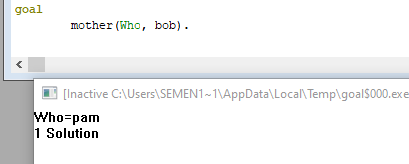 goal
mother(Who, bob).
[Inactive C:\Users\SEMEN1~1\AppData\Local\Temp\goal$000.exe
Who=pam
1 Solution